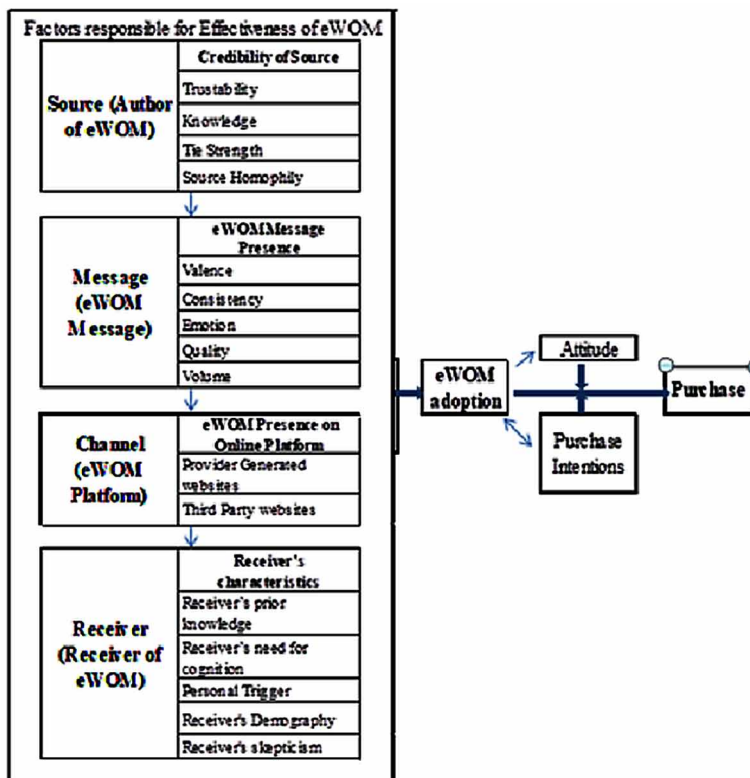 Factors responsible for Effectiveness of eWOM
Source (Author
of eWOM)
Credibility of Source
Trustability
Knowledge
Tie Strength
Source Homophily
Message
(eWOM
Message)
eWOM Message
Presence
Valence
Consistency
Emotion
Quality
Volume
Channel
(eWOM
Platform)
eWOM Presence on
Online Platform
Provider Generated
websites
Third Party websites
Receiver
(Receiver of
eWOM)
Receiver's
characteristics
Receiver's prior
knowledge
Receiver's need for
cognition
Personal Trigger
Receiver's Demography
Receiver's skepticism
eWOM
adoption
Attitude
Purchase
Intentions
Purchase